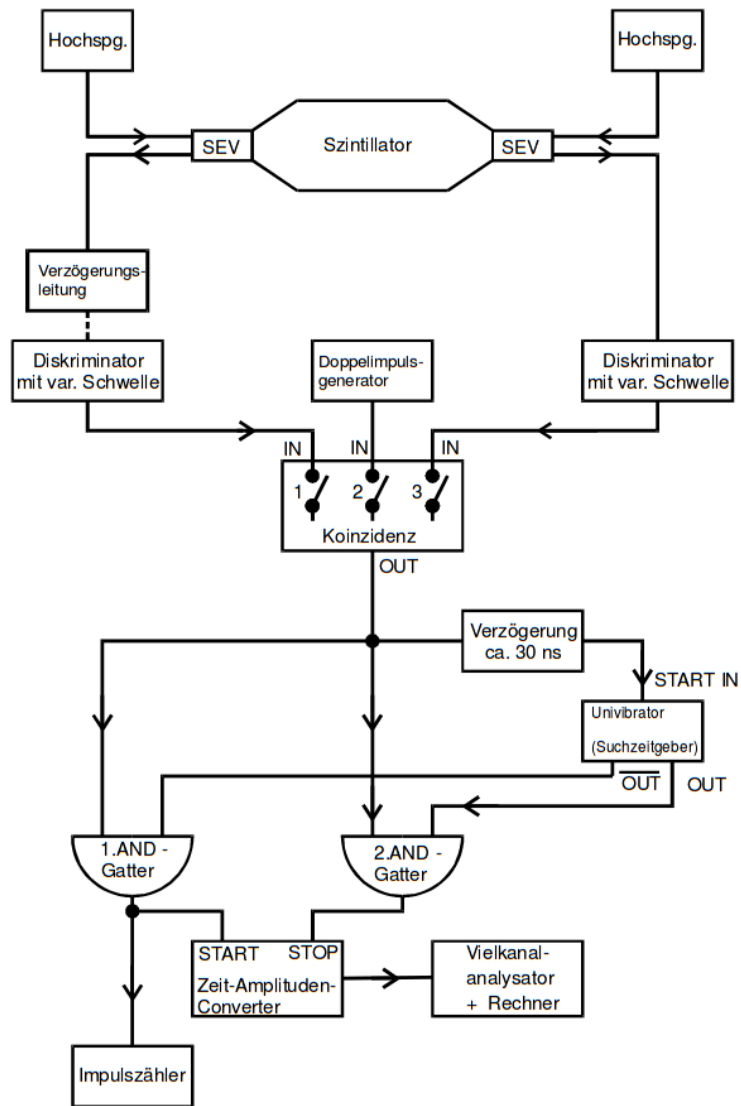 Hochspg.
Hochspg.
SEV
Szintillator
SEV
Verzögerungs-
leitung
Diskriminator
mit var. Schwelle
Doppelimpuls-
generator
Diskriminator
mit var. Schwelle
IN
IN
IN
1
2
3
Koinzidenz
OUT
Verzögerung
ca. 30 ns
START IN
Univibrator
(Suchzeitgeber)
OUT
OUT
1.AND -
Gatter
2.AND -
Gatter
START
STOP
Zeit-Amplituden-
Converter
Vielkanal-
analysator
+ Rechner
Impulszähler